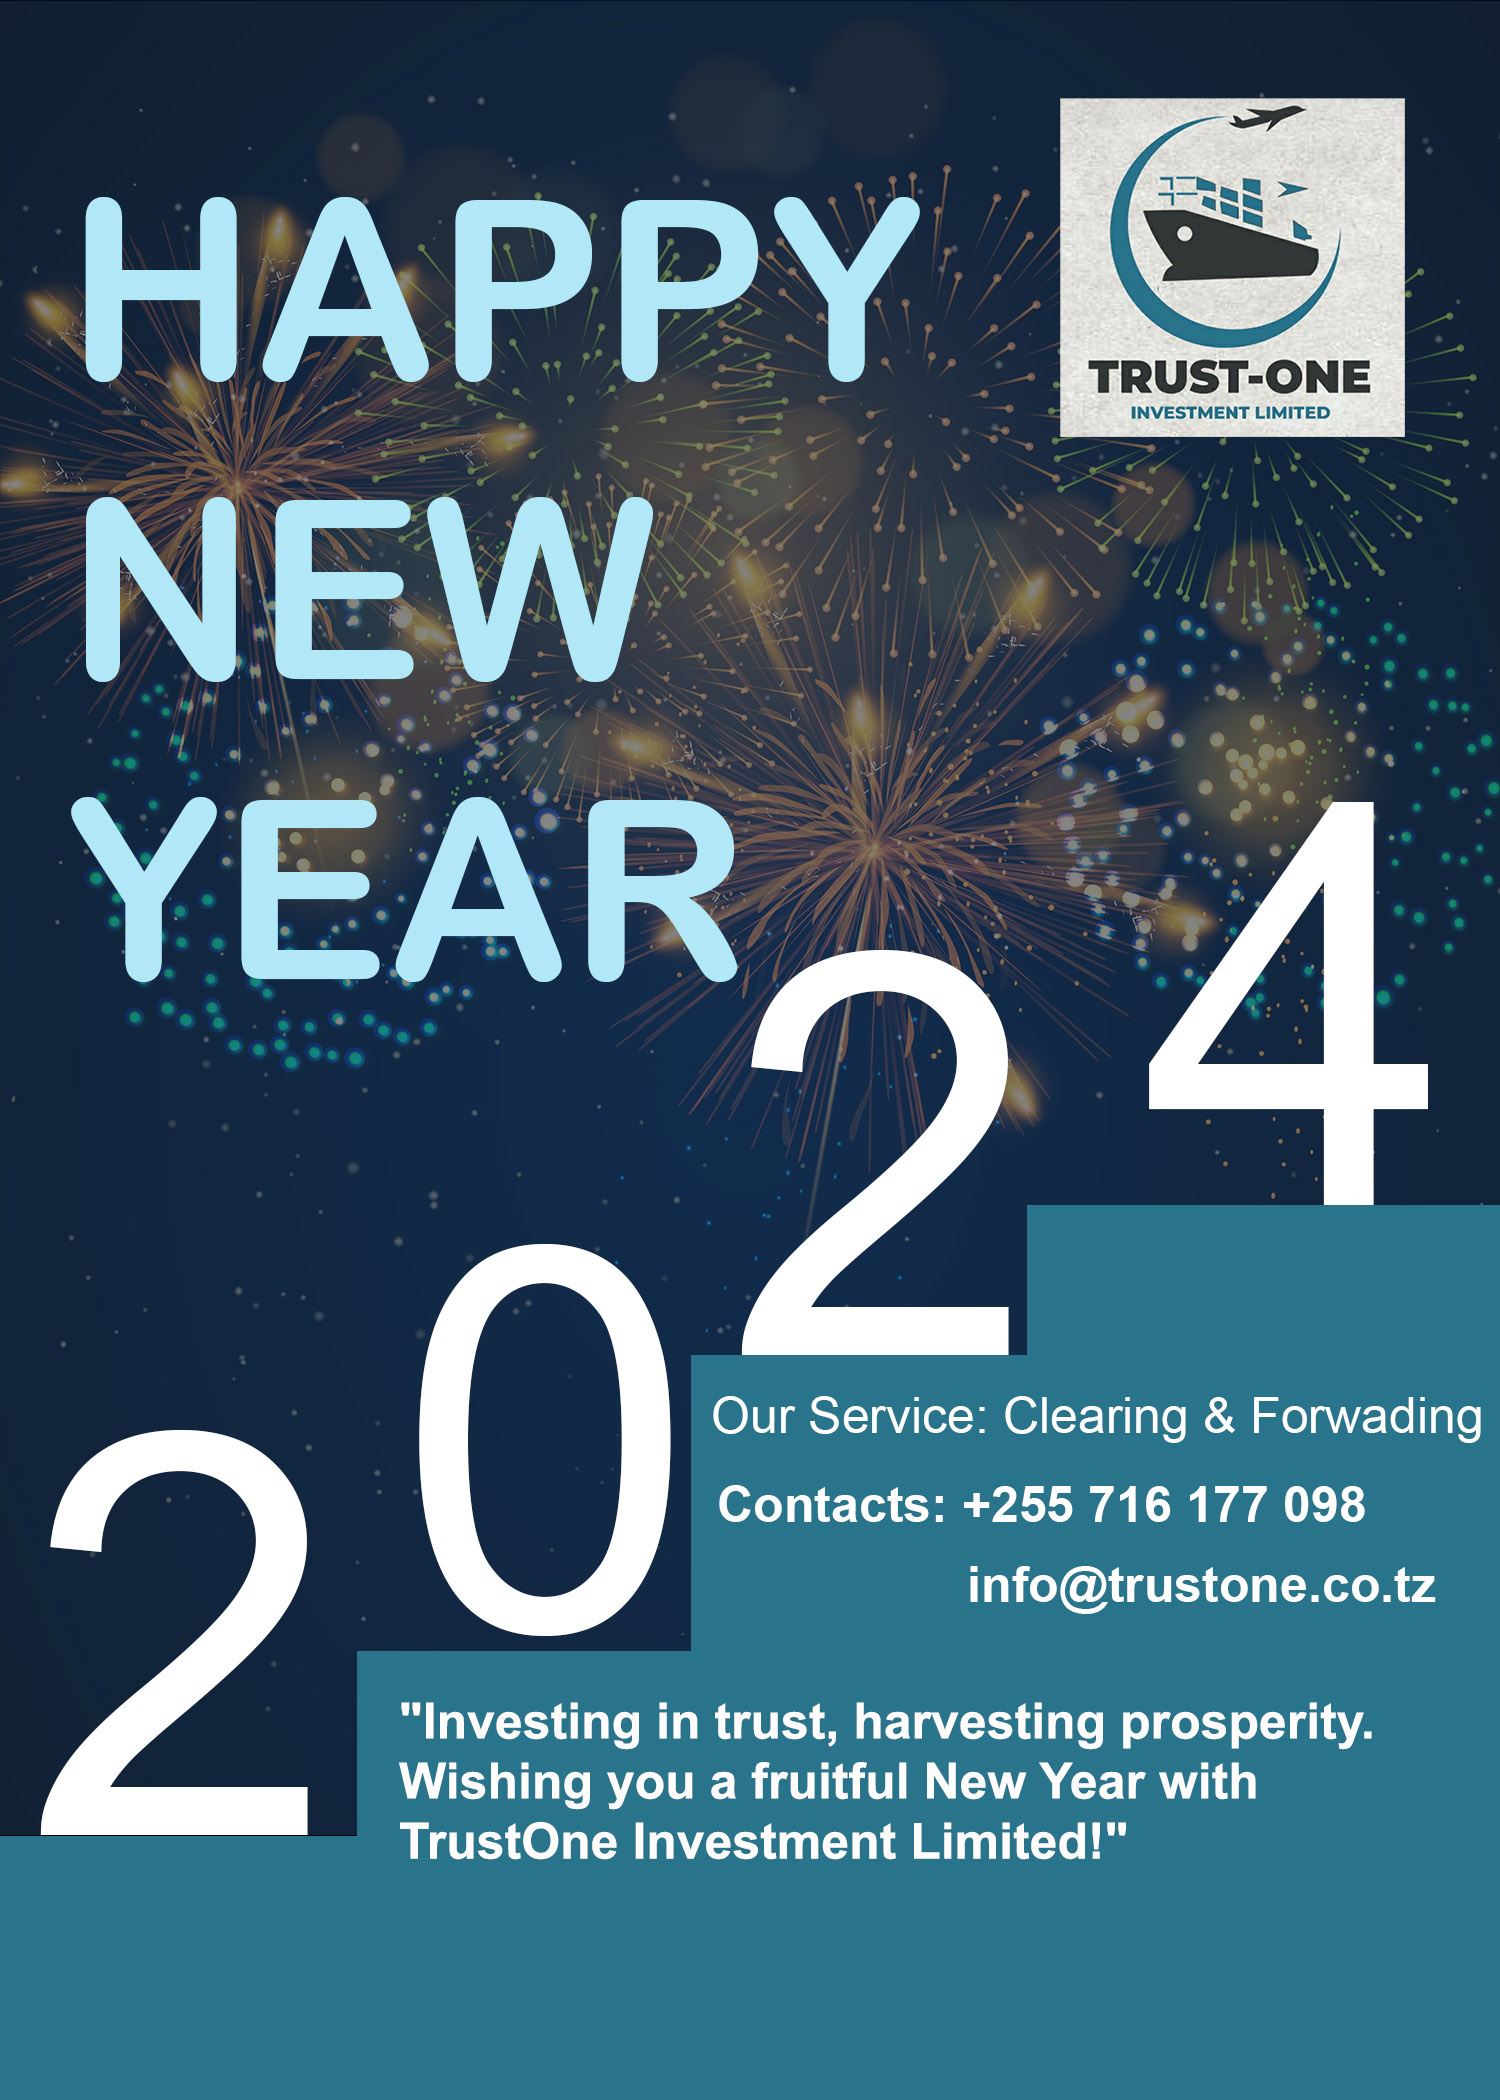 HAPPY
NEW
YEAR
TRUST-ONE
INVESTMENT LIMITED
2024
Our Service: Clearing & Forwading
Contacts: +255 716 177 098
info@trustone.co.tz
"Investing in trust, harvesting prosperity.
Wishing you a fruitful New Year with
TrustOne Investment Limited!"